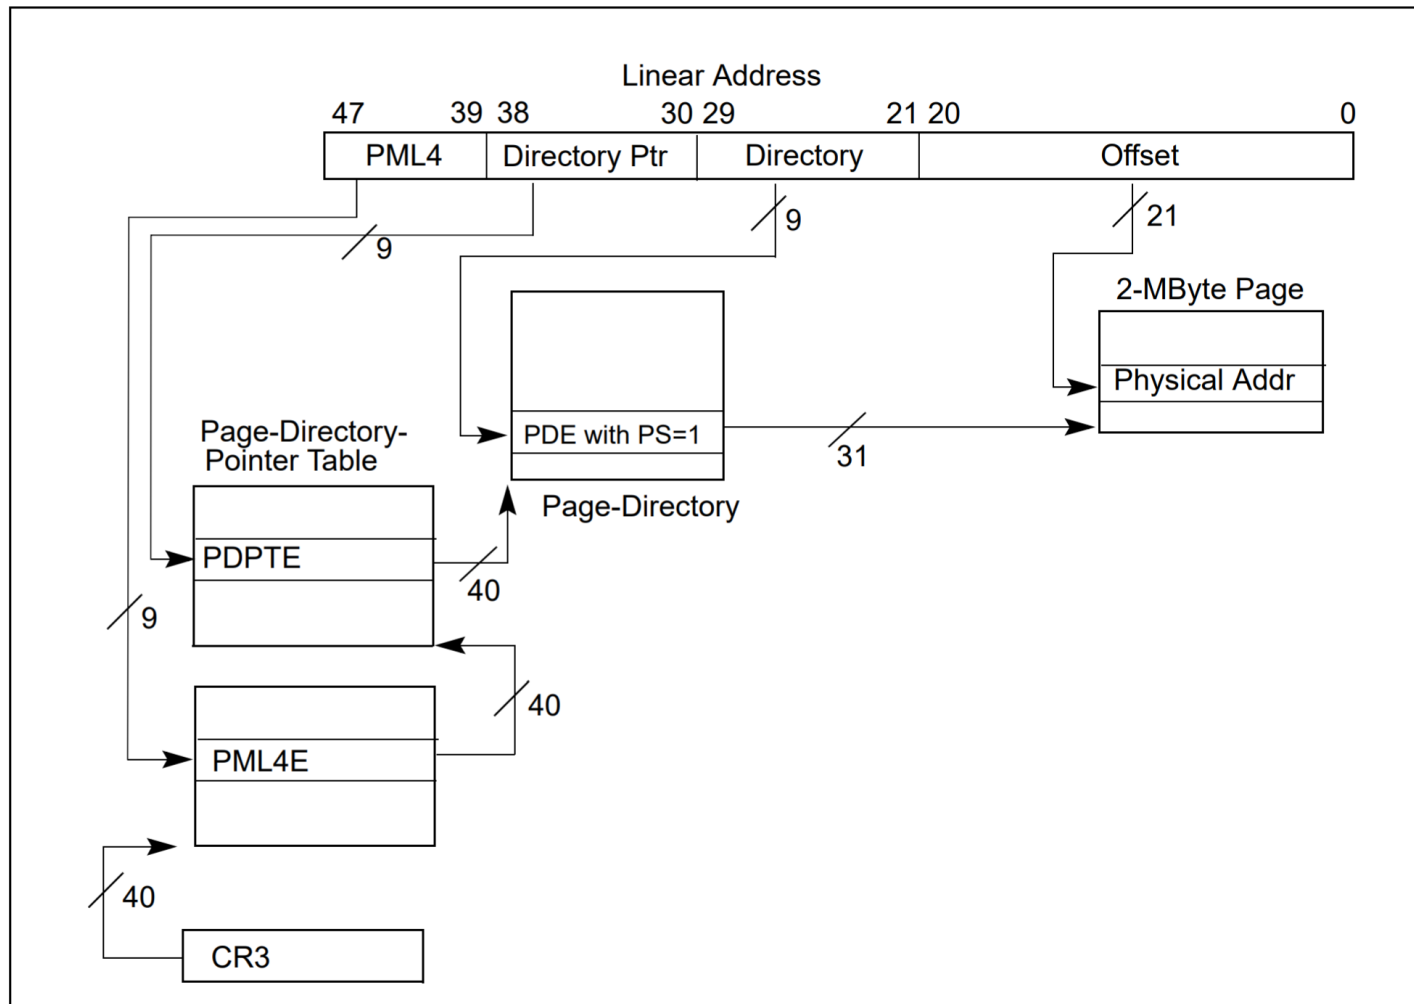 Linear Address
47 39 38 30 29 21 20 0
PML4 Directory Ptr Directory Offset
9
9
21
2-MByte Page
Physical Addr
PDE with PS=1
31
Page-Directory-
Pointer Table
Page-Directory
PDPTE
40
9
40
PML4E
40
CR3